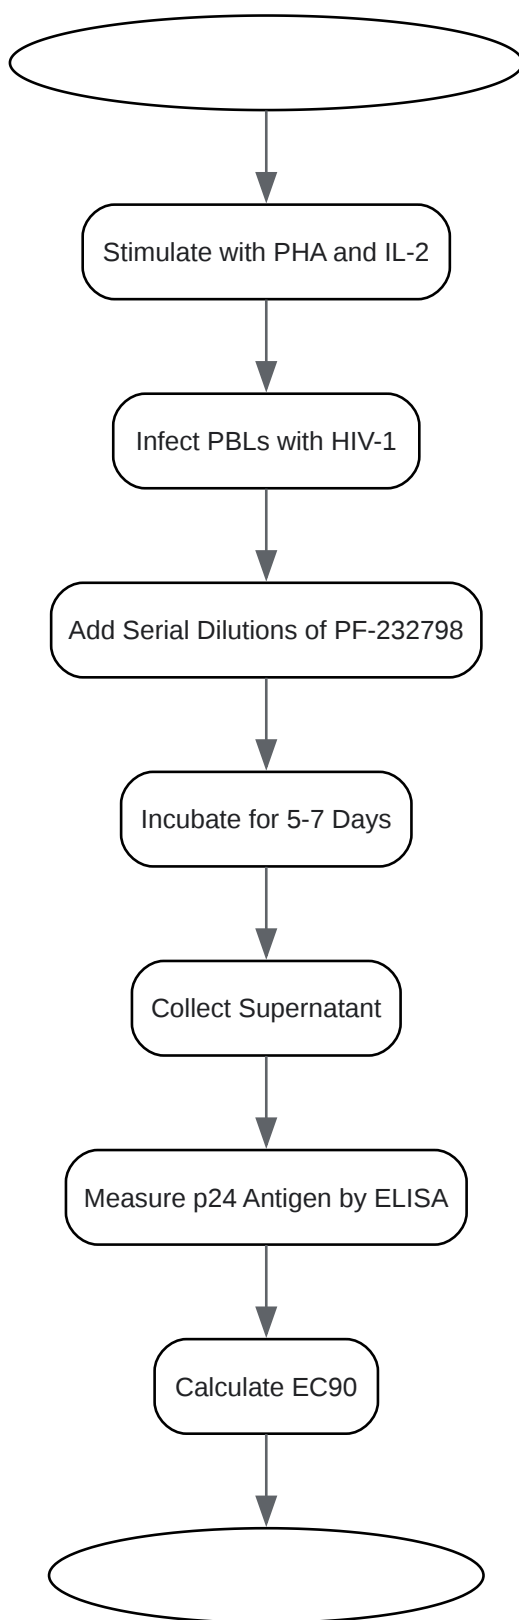 Stimulate with PHA and IL-2
Infect PBLs with HIV-1
Add Serial Dilutions of PF-232798
Incubate for 5-7 Days
Collect Supernatant
Measure p24 Antigen by ELISA
Calculate EC90